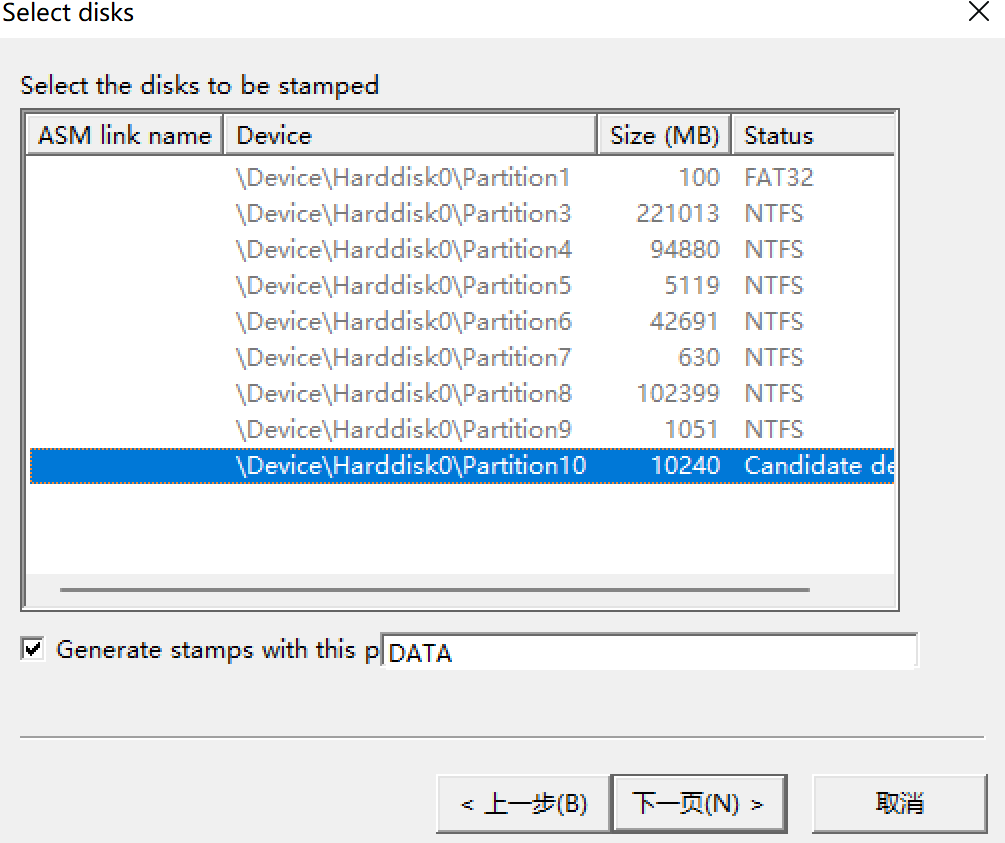 Select disks
Select the disks to be stamped
ASM link name Device Size (MB) Status
\Device\Harddisk0\Partition1 100 FAT32
\Device\Harddisk0\Partition3 221013 NTFS
\Device\Harddisk0\Partition4 94880 NTFS
\Device\Harddisk0\Partition5 5119 NTFS
\Device\Harddisk0\Partition6 42691 NTFS
\Device\Harddisk0\Partition7 630 NTFS
\Device\Harddisk0\Partition8 102399 NTFS
\Device\Harddisk0\Partition9 1051 NTFS
\Device\Harddisk0\Partition10 10240 Candidate de
Generate stamps with this p DATA
< 上一步(B) 下一页(N) > 取消